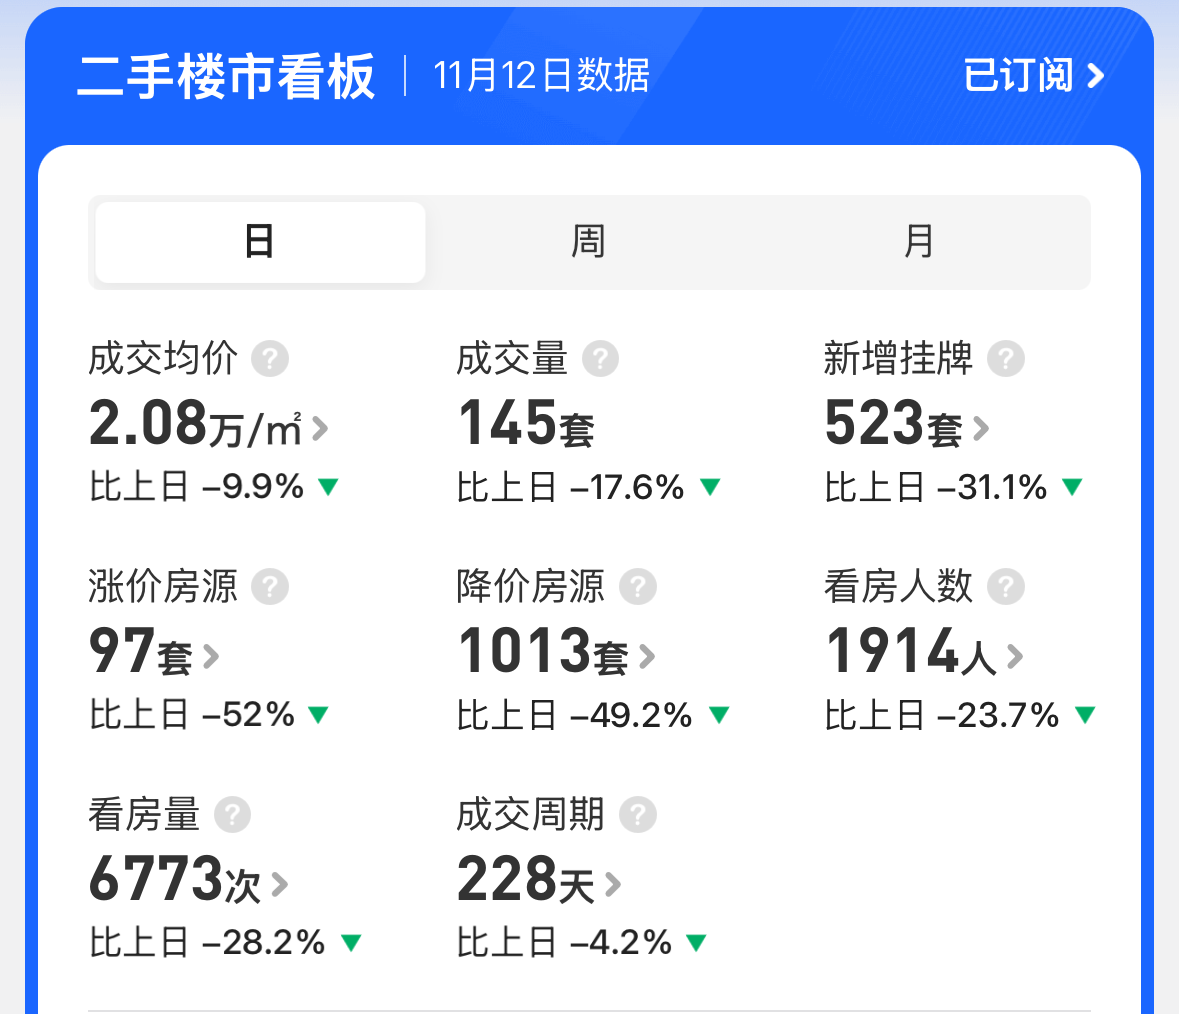 二手楼市看板 11月12日数据 已订阅
日 周 月
成交均价 ? 成交量 ? 新增挂牌 ?
2.08万/㎡ 145套 523套
比上日 -9.9% ▼ 比上日 -17.6% ▼ 比上日 -31.1% ▼
涨价房源 ? 降价房源 ? 看房人数 ?
97套 1013套 1914人
比上日 -52% ▼ 比上日 -49.2% ▼ 比上日 -23.7% ▼
看房量 ? 成交周期 ?
6773次 228天
比上日 -28.2% ▼ 比上日 -4.2% ▼